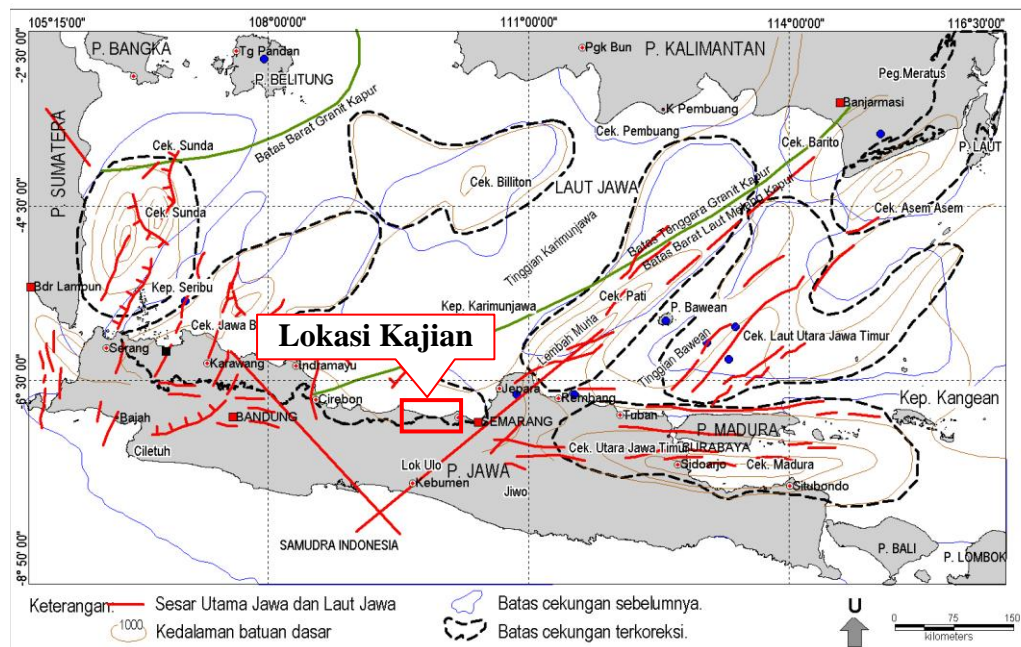 105°15'00"
108°00'00"
111°00'00"
114°00'00"
116°30'00"
-2°30'00"
P. BANGKA
Tg Pandan
P. BELITUNG
Pgk Bun
P. KALIMANTAN
Peg.Meratus
Banjarmasi
K Pembuang
Cek. Pembuang
Cek. Barito
P. LAUT
Batas Barat Granit Kapur
P. SUMATERA
Cek. Sunda
Cek. Billiton
LAUT JAWA
4°30'00"
Cek. Sunda
Batas Tenggara Granit Kapur
Batas Barat Laut Melang Kapur
Cek. Asem Asem
Tinggian Karimunjawa
Bdr Lampun
Kep. Seribu
Kep. Karimunjawa
Cek. Pati
P. Bawean
Cek. Jawa B
Lokasi Kajian
Lembah Muria
Tinggian Bawean
Cek. Laut Utara Jawa Timur
Serang
Karawang
Indramayu
Jepara
Rembang
Kep. Kangean
Cirebon
Bajah
BANDUNG
SEMARANG
Tuban
P. MADURA
Ciletuh
Cek. Utara Jawa Timur
SURABAYA
Lok Ulo
P. JAWA
Sidoarjo
Cek. Madura
Kebumen
Jiwo
Situbondo
SAMUDRA INDONESIA
P. BALI
P. LOMBOK
-8°50'00"
Keterangan:
Sesar Utama Jawa dan Laut Jawa
Batas cekungan sebelumnya.
U
1000
Kedalaman batuan dasar
Batas cekungan terkoreksi.
0 75 150
kilometers